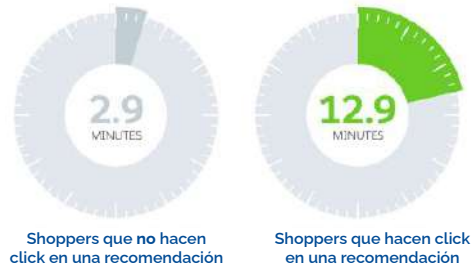 2.9
MINUTES
12.9
MINUTES
Shoppers que no hacen
click en una recomendación
Shoppers que hacen click
en una recomendación